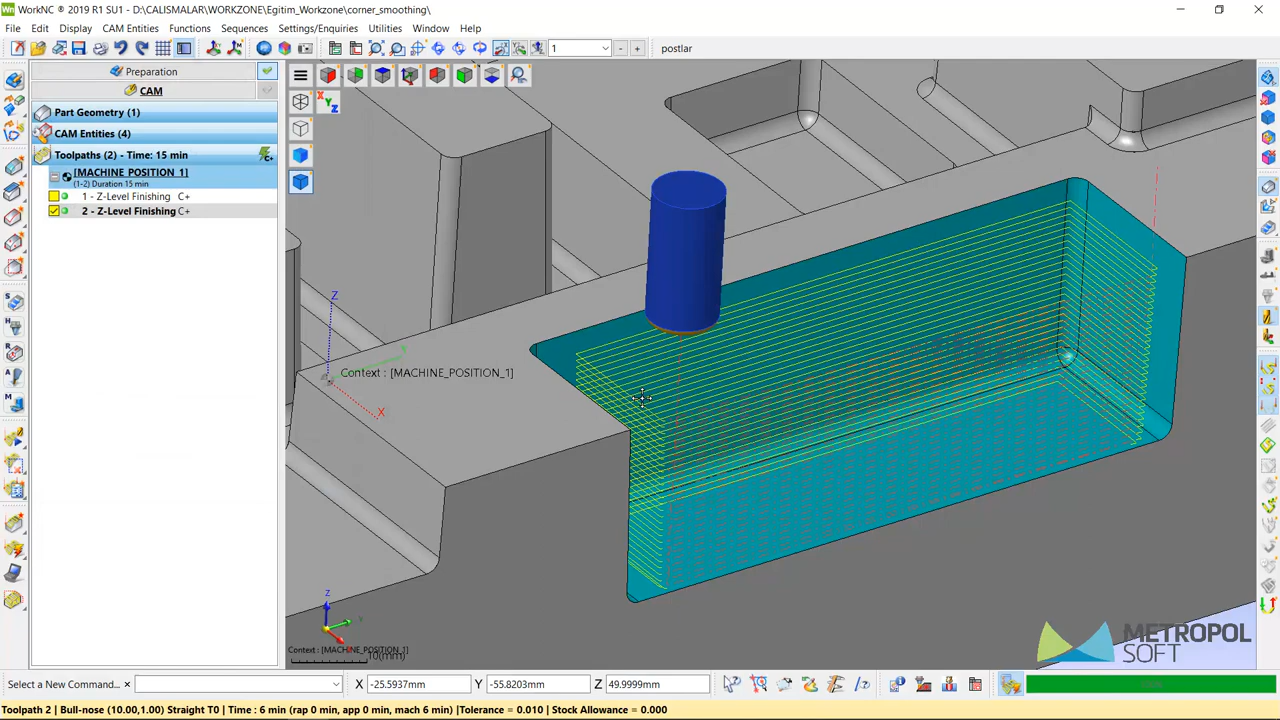 WorkNC ® 2019 R1 SU1 - D:\CALISMALAR\WORKZONE\Egitim_Workzone\corner_smoothing\
File Edit Display CAM Entities Functions Sequences Settings/Enquiries Utilities Window Help
1
postlar
Preparation
CAM
Part Geometry (1)
CAM Entities (4)
Toolpaths (2) - Time: 15 min
[MACHINE_POSITION_1]
(1-2) Duration 15 min
1 - Z-Level Finishing C+
2 - Z-Level Finishing C+
Z
Y
X
Context : [MACHINE_POSITION_1]
Z
Y
X
Context : [MACHINE_POSITION_1]
10(mm)
METROPOL
SOFT
Select a New Command...
X -25.5937mm Y -55.8203mm Z 49.9999mm
Toolpath 2 | Bull-nose (10.00,1.00) Straight T0 | Time : 6 min (rap 0 min, app 0 min, mach 6 min) |Tolerance = 0.010 | Stock Allowance = 0.000